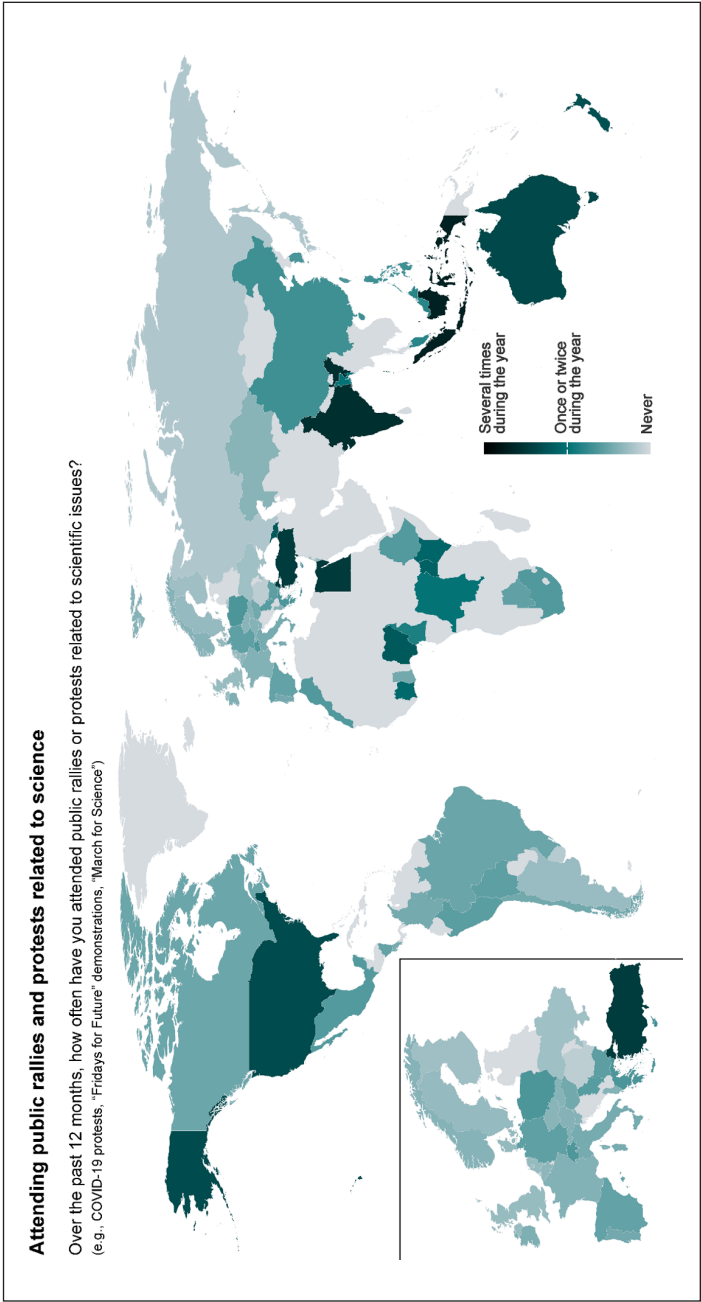 Attending public rallies and protests related to science
Over the past 12 months, how often have you attended public rallies or protests related to scientific issues?
(e.g., COVID-19 protests, “Fridays for Future” demonstrations, “March for Science”)
Several times
during the year
Once or twice
during the year
Never